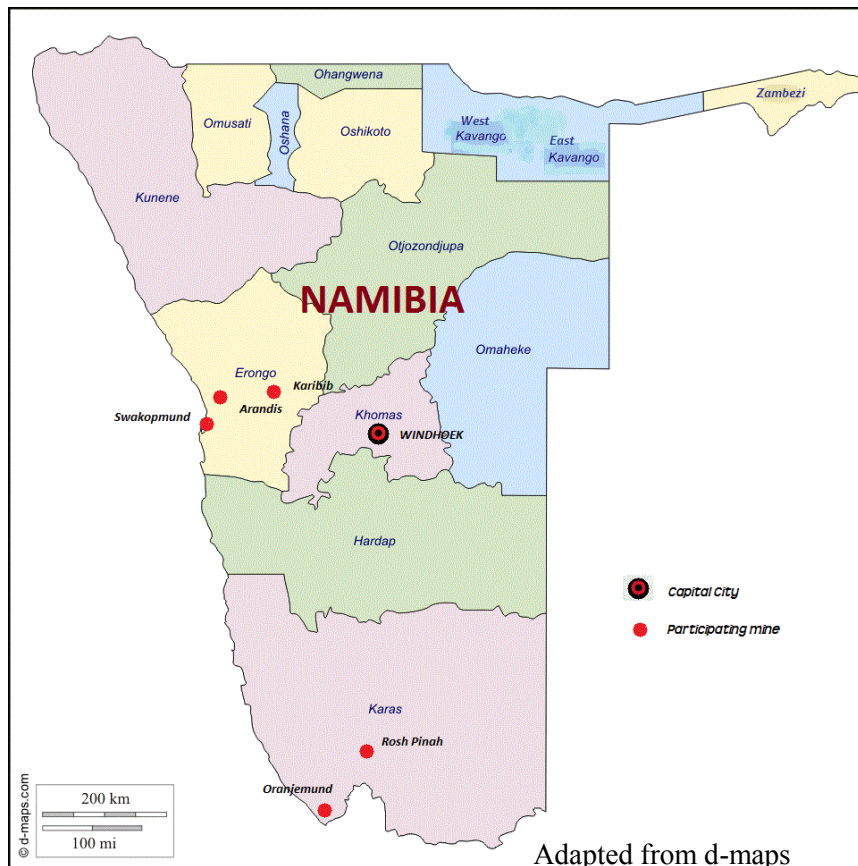 Ohangwena
Omusati
Oshana
Oshikoto
West
Kavango
East
Kavango
Zambezi
Kunene
Otjozondjupa
NAMIBIA
Omaheke
Erongo
Karibib
Arandis
Swakopmund
Khomas
WINDHOEK
Hardap
Capital City
Participating mine
Karas
Rosh Pinah
Oranjemund
200 km
100 mi
© d-maps.com
Adapted from d-maps